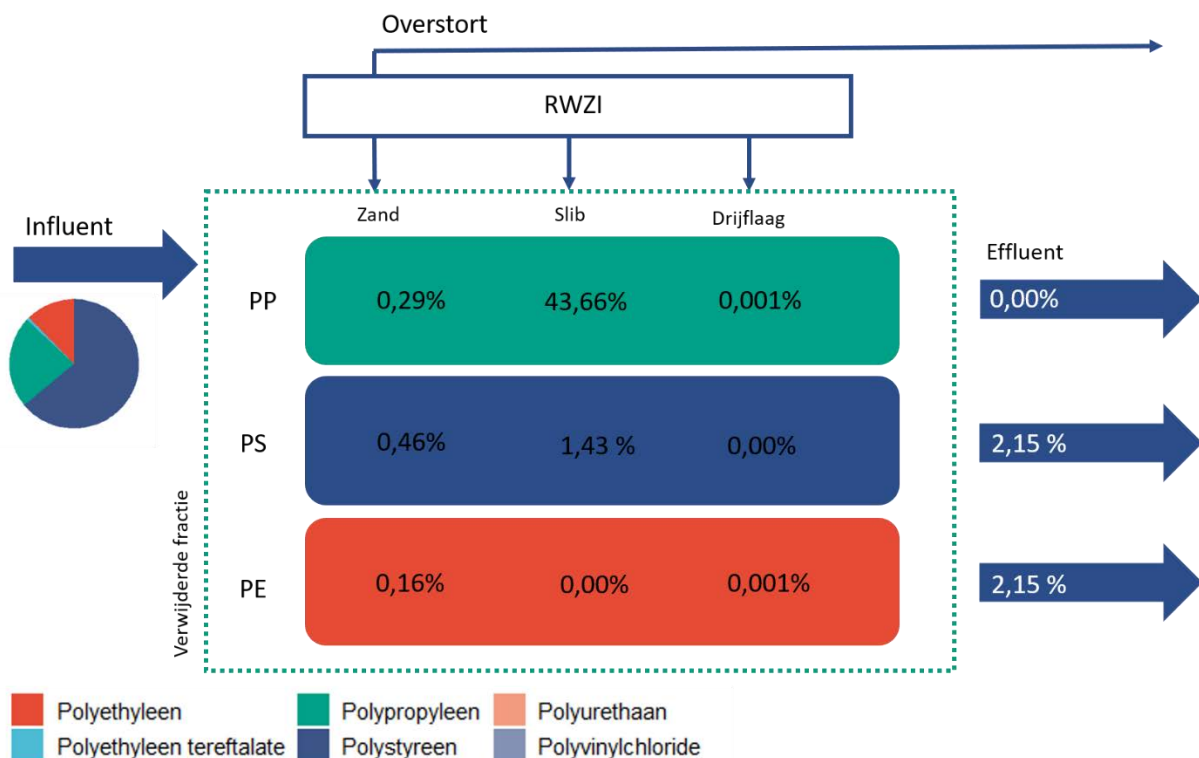 Overstort
RWZI
Zand Slib Drijflaag
Influent
Effluent
PP 0,29% 43,66% 0,001% 0,00%
PS 0,46% 1,43 % 0,00% 2,15 %
Verwijderde fractie
PE 0,16% 0,00% 0,001% 2,15 %
Polyethyleen Polypropyleen Polyurethaan
Polyethyleen tereftalate Polystyreen Polyvinylchloride